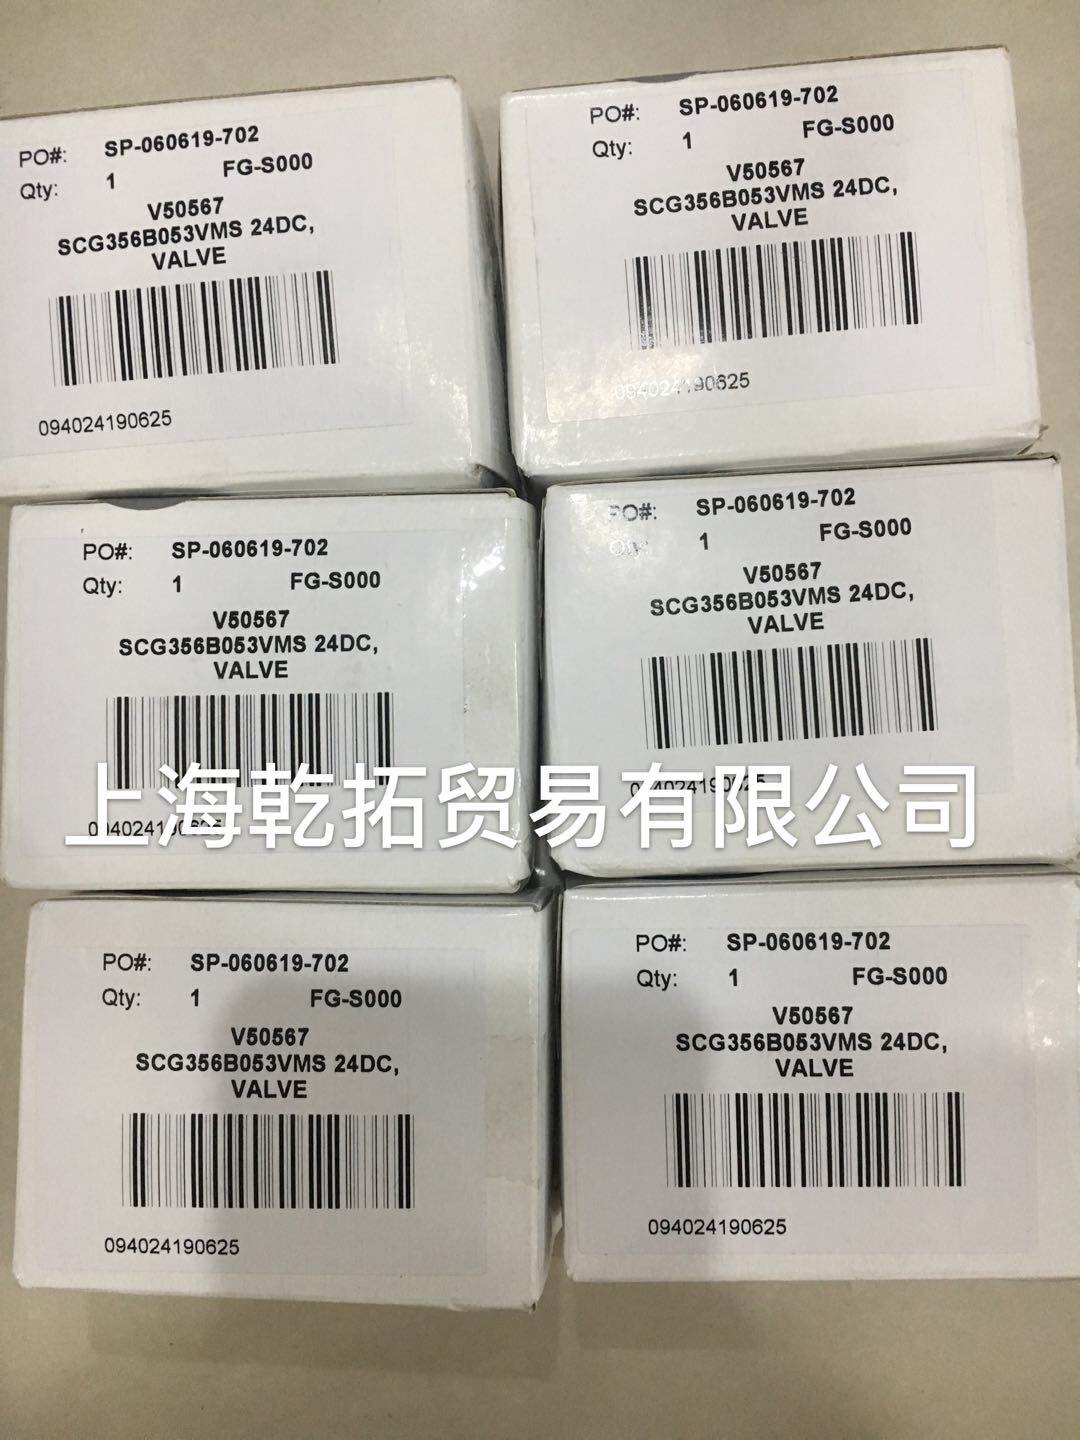 PO#: SP-060619-702
Qty: 1 FG-S000
V50567
SCG356B053VMS 24DC,
VALVE
094024190625
PO#: SP-060619-702
Qty: 1 FG-S000
V50567
SCG356B053VMS 24DC,
VALVE
094024190625
PO#: SP-060619-702
Qty: 1 FG-S000
V50567
SCG356B053VMS 24DC,
VALVE
PO#: SP-060619-702
1 FG-S000
V50567
SCG356B053VMS 24DC,
VALVE
上海乾拓贸易有限公司
PO#: SP-060619-702
Qty: 1 FG-S000
V50567
SCG356B053VMS 24DC,
VALVE
094024190625
PO#: SP-060619-702
Qty: 1 FG-S000
V50567
SCG356B053VMS 24DC,
VALVE
094024190625